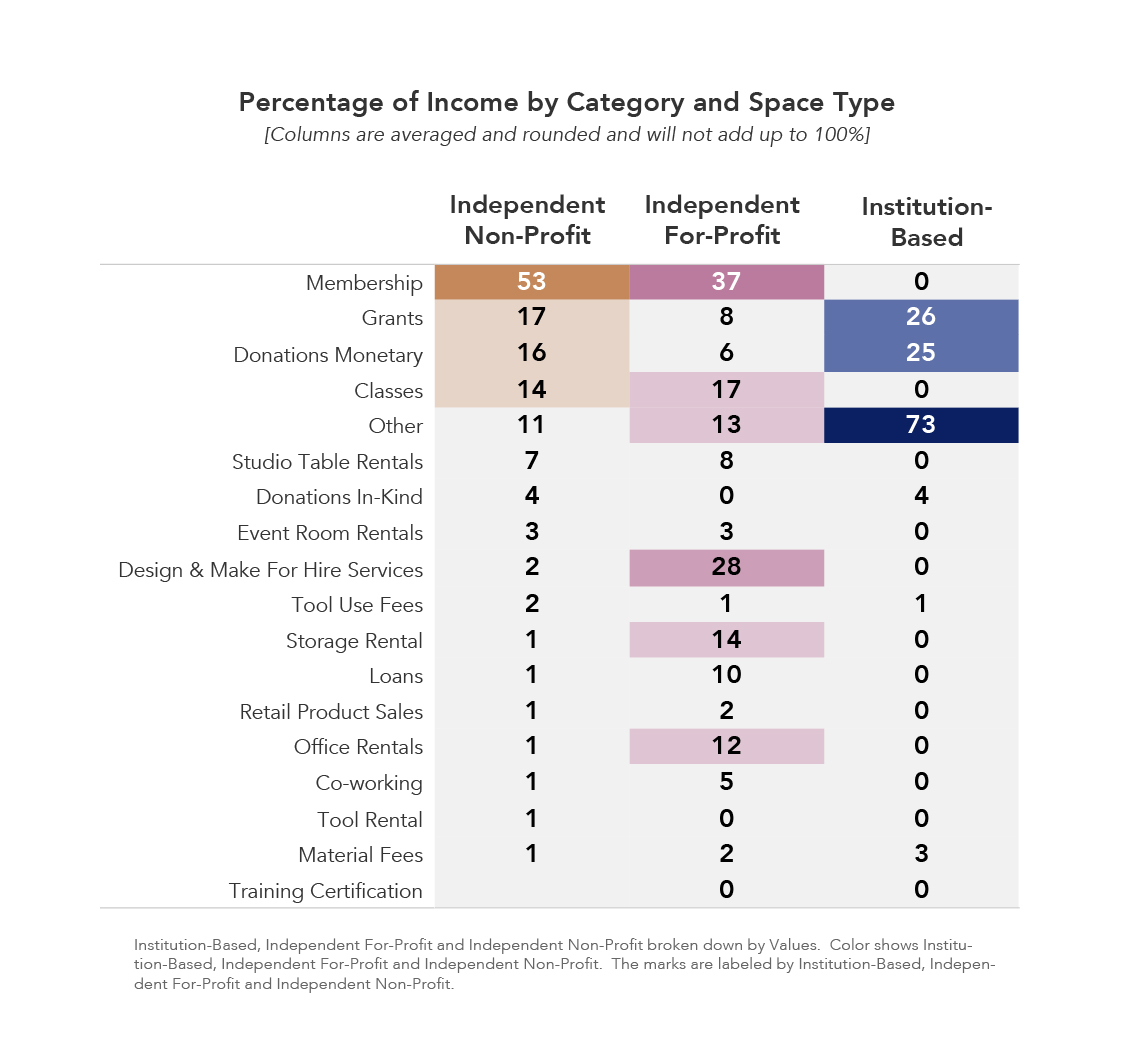 Percentage of Income by Category and Space Type
[Columns are averaged and rounded and will not add up to 100%]
Independent Independent Institution-
Non-Profit For-Profit Based
Membership 53 37 0
Grants 17 8 26
Donations Monetary 16 6 25
Classes 14 17 0
Other 11 13 73
Studio Table Rentals 7 8 0
Donations In-Kind 4 0 4
Event Room Rentals 3 3 0
Design & Make For Hire Services 2 28 0
Tool Use Fees 2 1 1
Storage Rental 1 14 0
Loans 1 10 0
Retail Product Sales 1 2 0
Office Rentals 1 12 0
Co-working 1 5 0
Tool Rental 1 0 0
Material Fees 1 2 3
Training Certification 0 0
Institution-Based, Independent For-Profit and Independent Non-Profit broken down by Values.  Color shows Institu-
tion-Based, Independent For-Profit and Independent Non-Profit.  The marks are labeled by Institution-Based, Indepen-
dent For-Profit and Independent Non-Profit.